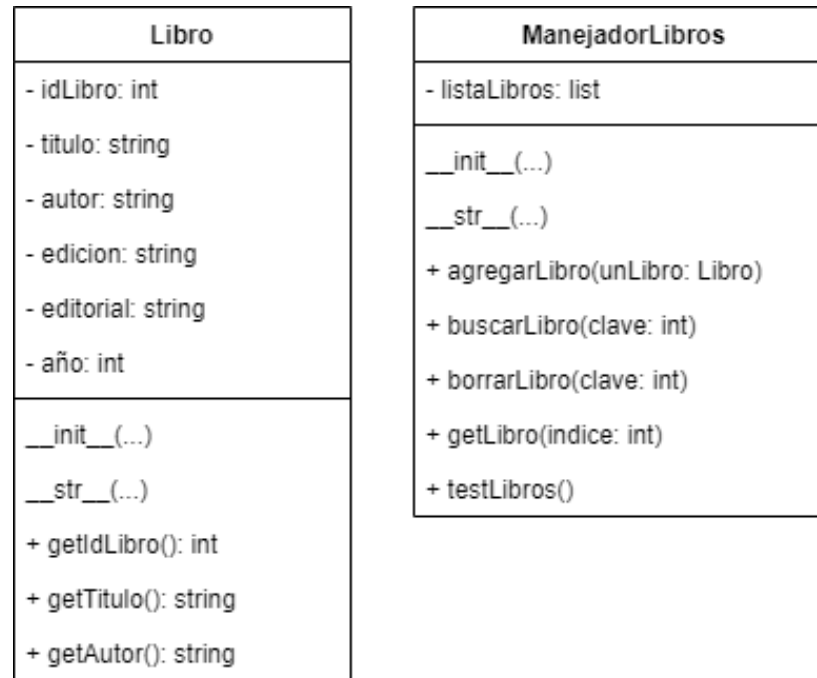 Libro
- idLibro: int
- titulo: string
- autor: string
- edicion: string
- editorial: string
- año: int
__init__(...)
__str__(...)
+ getIdLibro(): int
+ getTitulo(): string
+ getAutor(): string
ManejadorLibros
- listaLibros: list
__init__(...)
__str__(...)
+ agregarLibro(unLibro: Libro)
+ buscarLibro(clave: int)
+ borrarLibro(clave: int)
+ getLibro(indice: int)
+ testLibros()